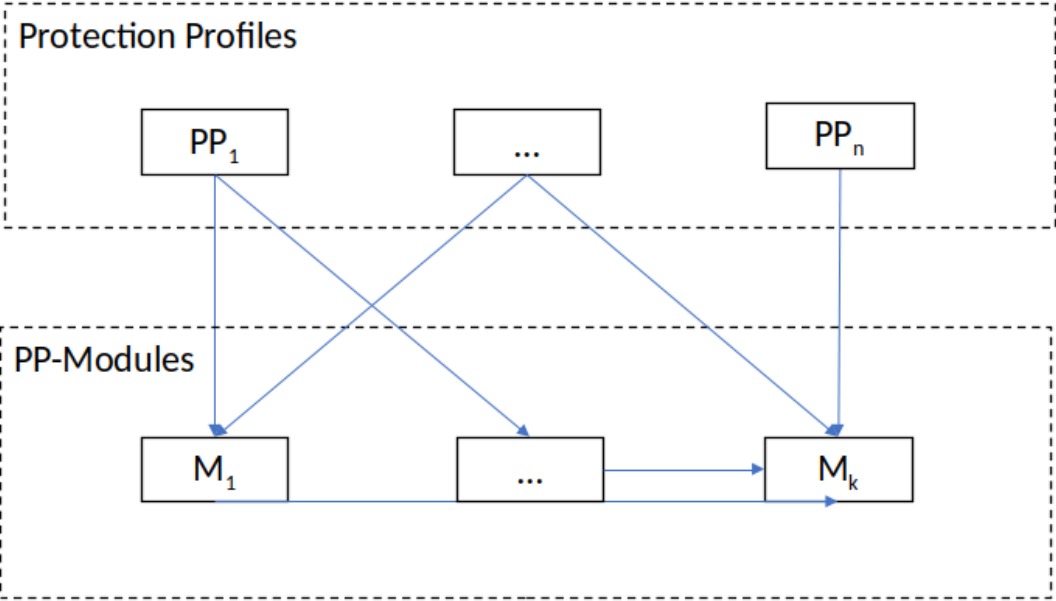 Protection Profiles
PP1
...
PPn
PP-Modules
M1
...
Mk